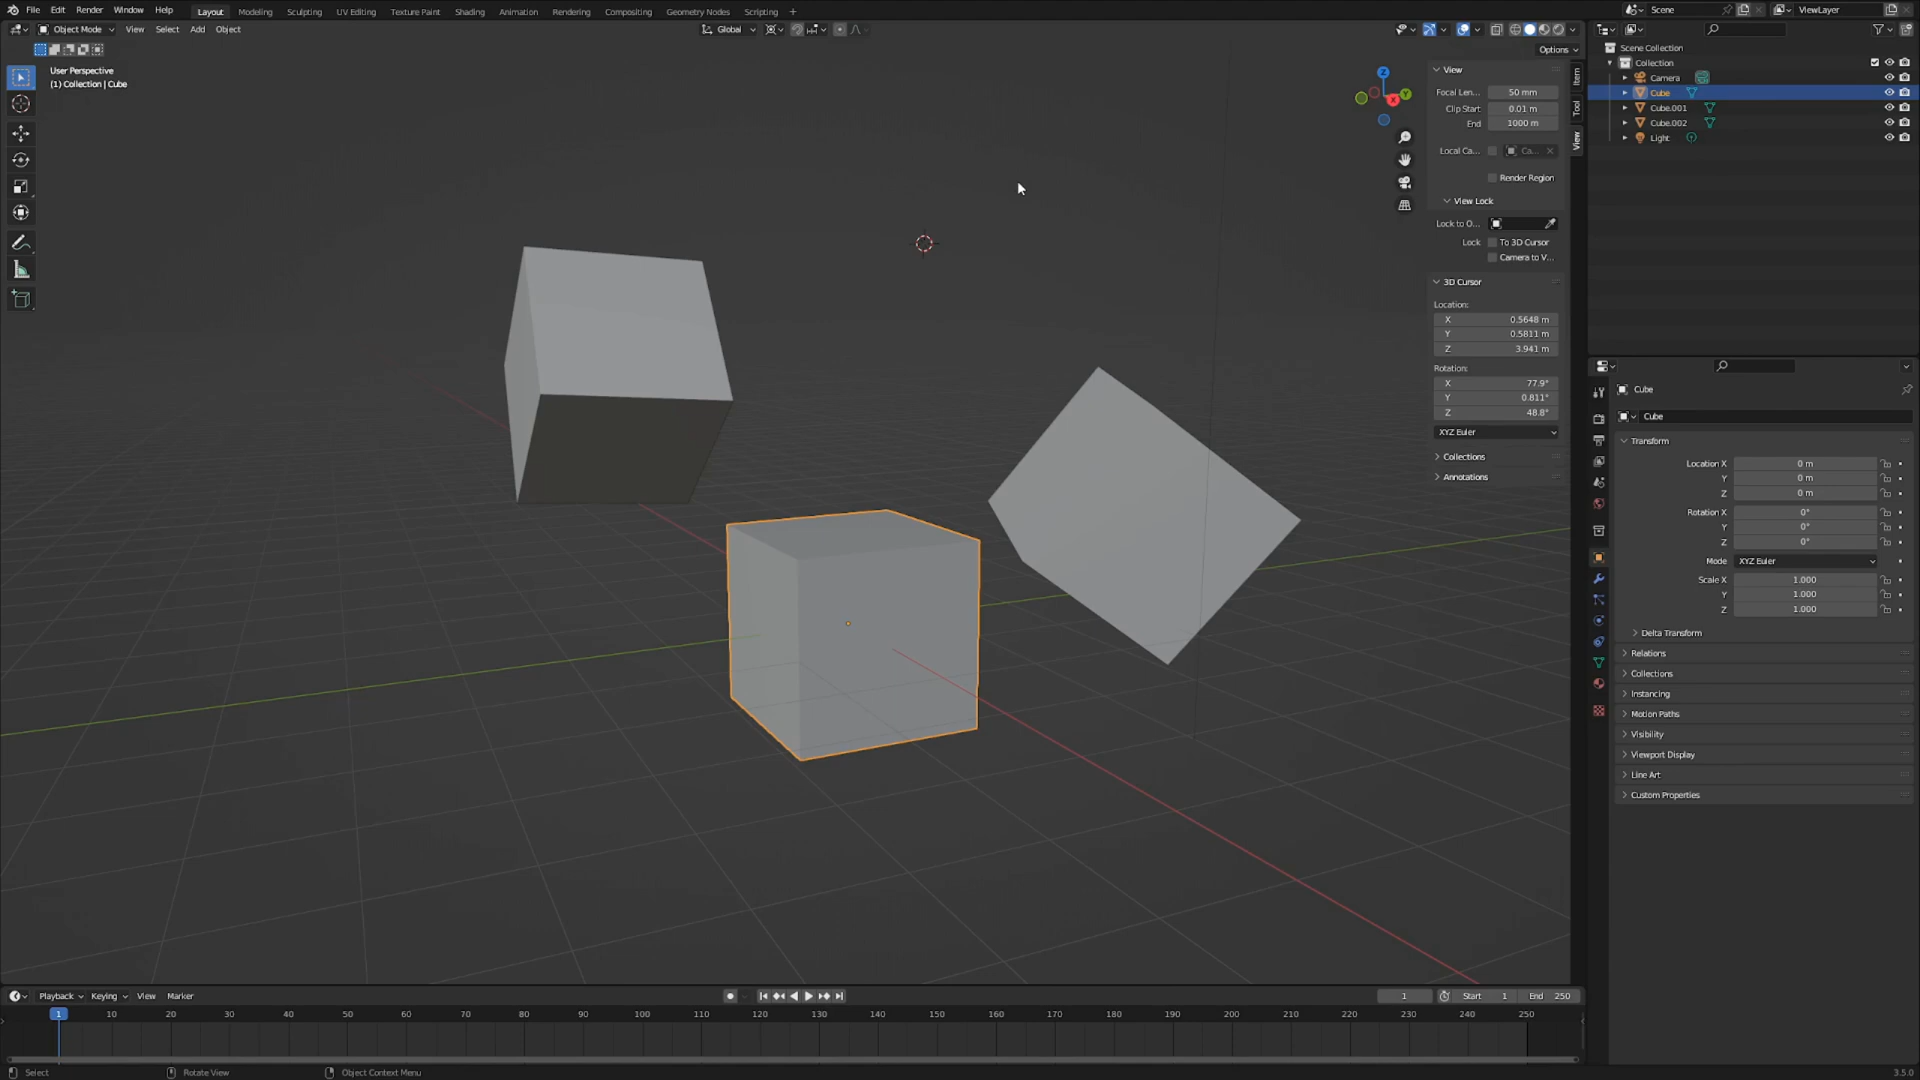 File Edit Render Window Help Layout Modeling Sculpting UV Editing Texture Paint Shading Animation Rendering Compositing Geometry Nodes Scripting + Scene ViewLayer
Object Mode View Select Add Object Global
Options
User Perspective
(1) Collection | Cube
View
Focal Len... 50 mm
Clip Start 0.01 m
End 1000 m
Local Ca... Ca...
Render Region
View Lock
Lock to O...
Lock To 3D Cursor
Camera to V...
3D Cursor
Location:
X 0.5648 m
Y 0.5811 m
Z 3.941 m
Rotation:
X 77.9°
Y 0.811°
Z 48.8°
XYZ Euler
Collections
Annotations
Item
Tool
View
Z
Y
X
Scene Collection
Collection
Camera
Cube
Cube.001
Cube.002
Light
Cube
Cube
Transform
Location X 0 m
Y 0 m
Z 0 m
Rotation X 0°
Y 0°
Z 0°
Mode XYZ Euler
Scale X 1.000
Y 1.000
Z 1.000
Delta Transform
Relations
Collections
Instancing
Motion Paths
Visibility
Viewport Display
Line Art
Custom Properties
Playback Keying View Marker 1 Start 1 End 250
1 10 20 30 40 50 60 70 80 90 100 110 120 130 140 150 160 170 180 190 200 210 220 230 240 250
Select Rotate View Object Context Menu 3.5.0